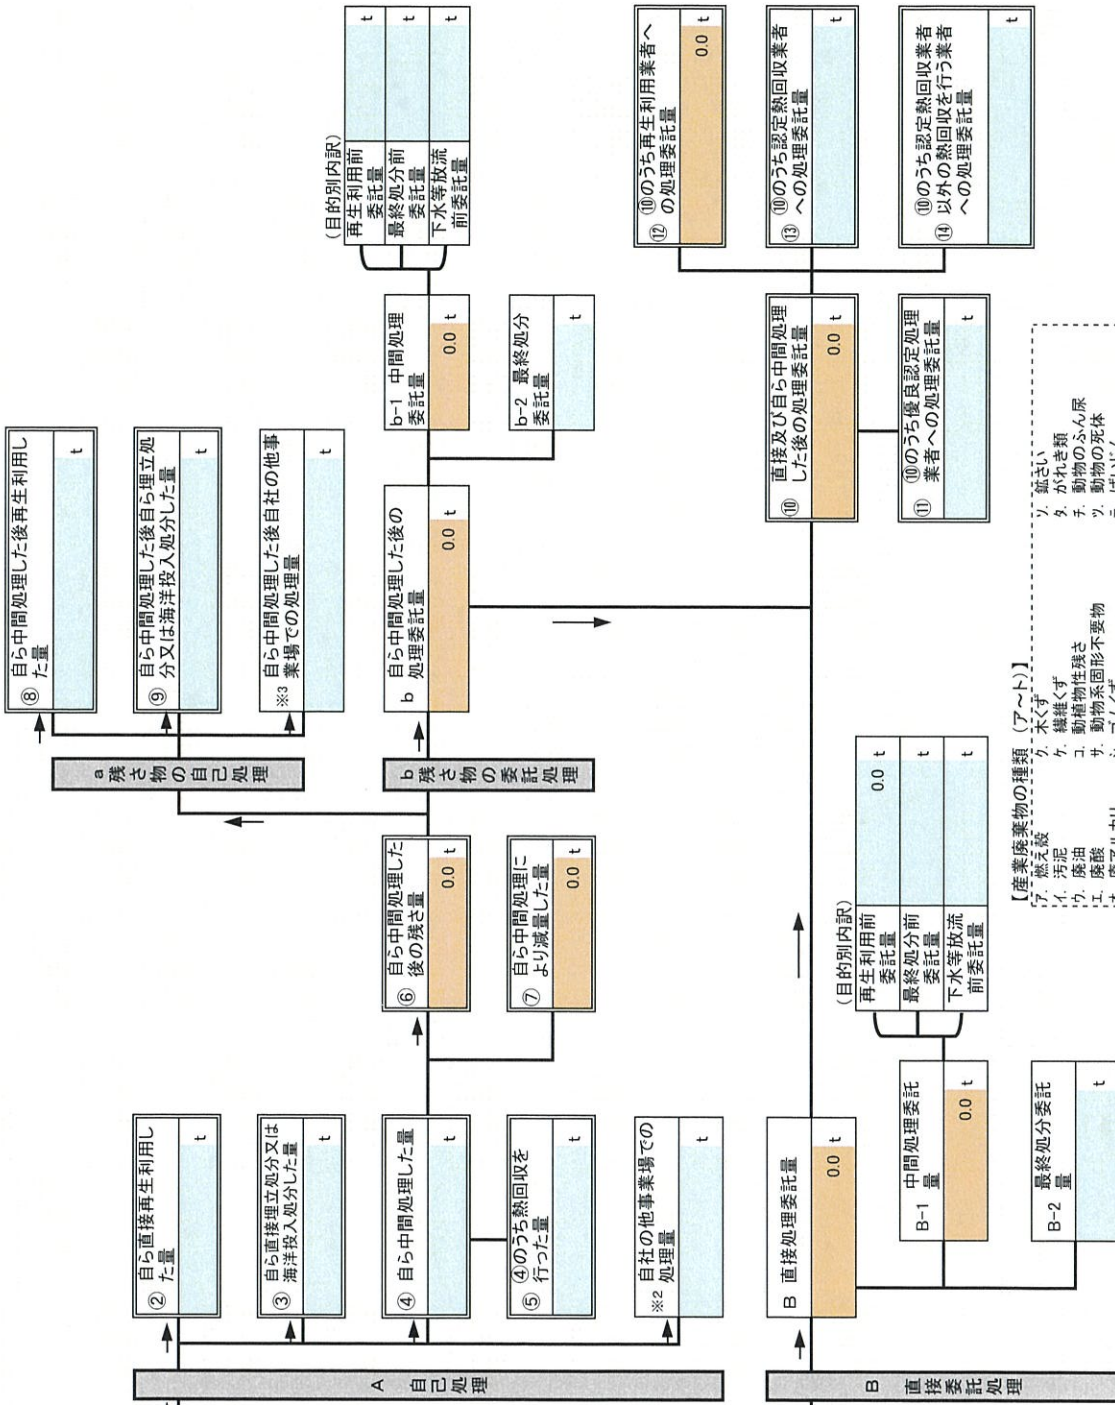 A 自己処理
② 自ら直接再生利用し
た量
t
③ 自ら直接埋立処分又は
海洋投入処分した量
t
④ 自ら中間処理した量
t
⑤ ④のうち熱回収を
行った量
t
※2 自社の他事業場での
処理量
t
⑥ 自ら中間処理した
後の残さ量
0.0 t
⑦ 自ら中間処理に
より減量した量
0.0 t
a 残さ物の自己処理
⑧ 自ら中間処理した後再生利用し
た量
t
⑨ 自ら中間処理した後自ら埋立処
分又は海洋投入処分した量
t
※3 自ら中間処理した後自社の他事
業場での処理量
t
b 残さ物の委託処理
b 自ら中間処理した後の
処理委託量
0.0 t
b-1 中間処理
委託量
0.0 t
b-2 最終処分
委託量
t
(目的別内訳)
再生利用前
委託量
t
最終処分前
委託量
t
下水等放流
前委託量
t
B 直接委託処理
B 直接処理委託量
0.0 t
B-1 中間処理委託
量
0.0 t
B-2 最終処分委託
量
t
(目的別内訳)
再生利用前
委託量
0.0 t
最終処分前
委託量
t
下水等放流
前委託量
t
⑩ 直接及び自ら中間処理
した後の処理委託量
0.0 t
⑪ ⑩のうち優良認定処理
業者への処理委託量
t
⑫ ⑩のうち再生利用業者へ
の処理委託量
0.0 t
⑬ ⑩のうち認定熱回収業者
への処理委託量
t
⑭ ⑩のうち認定熱回収業者
以外の熱回収を行う業者
への処理委託量
t
【産業廃棄物の種類 (ア~ト)】
ア. 燃え殻
イ. 汚泥
ウ. 廃油
エ. 廃酸
ク. 木くず
ケ. 繊維くず
コ. 動植物性残さ
サ. 動物系固形不要物
ソ. 鉱さい
タ. がれき類
チ. 動物のふん尿
ツ. 動物の死体